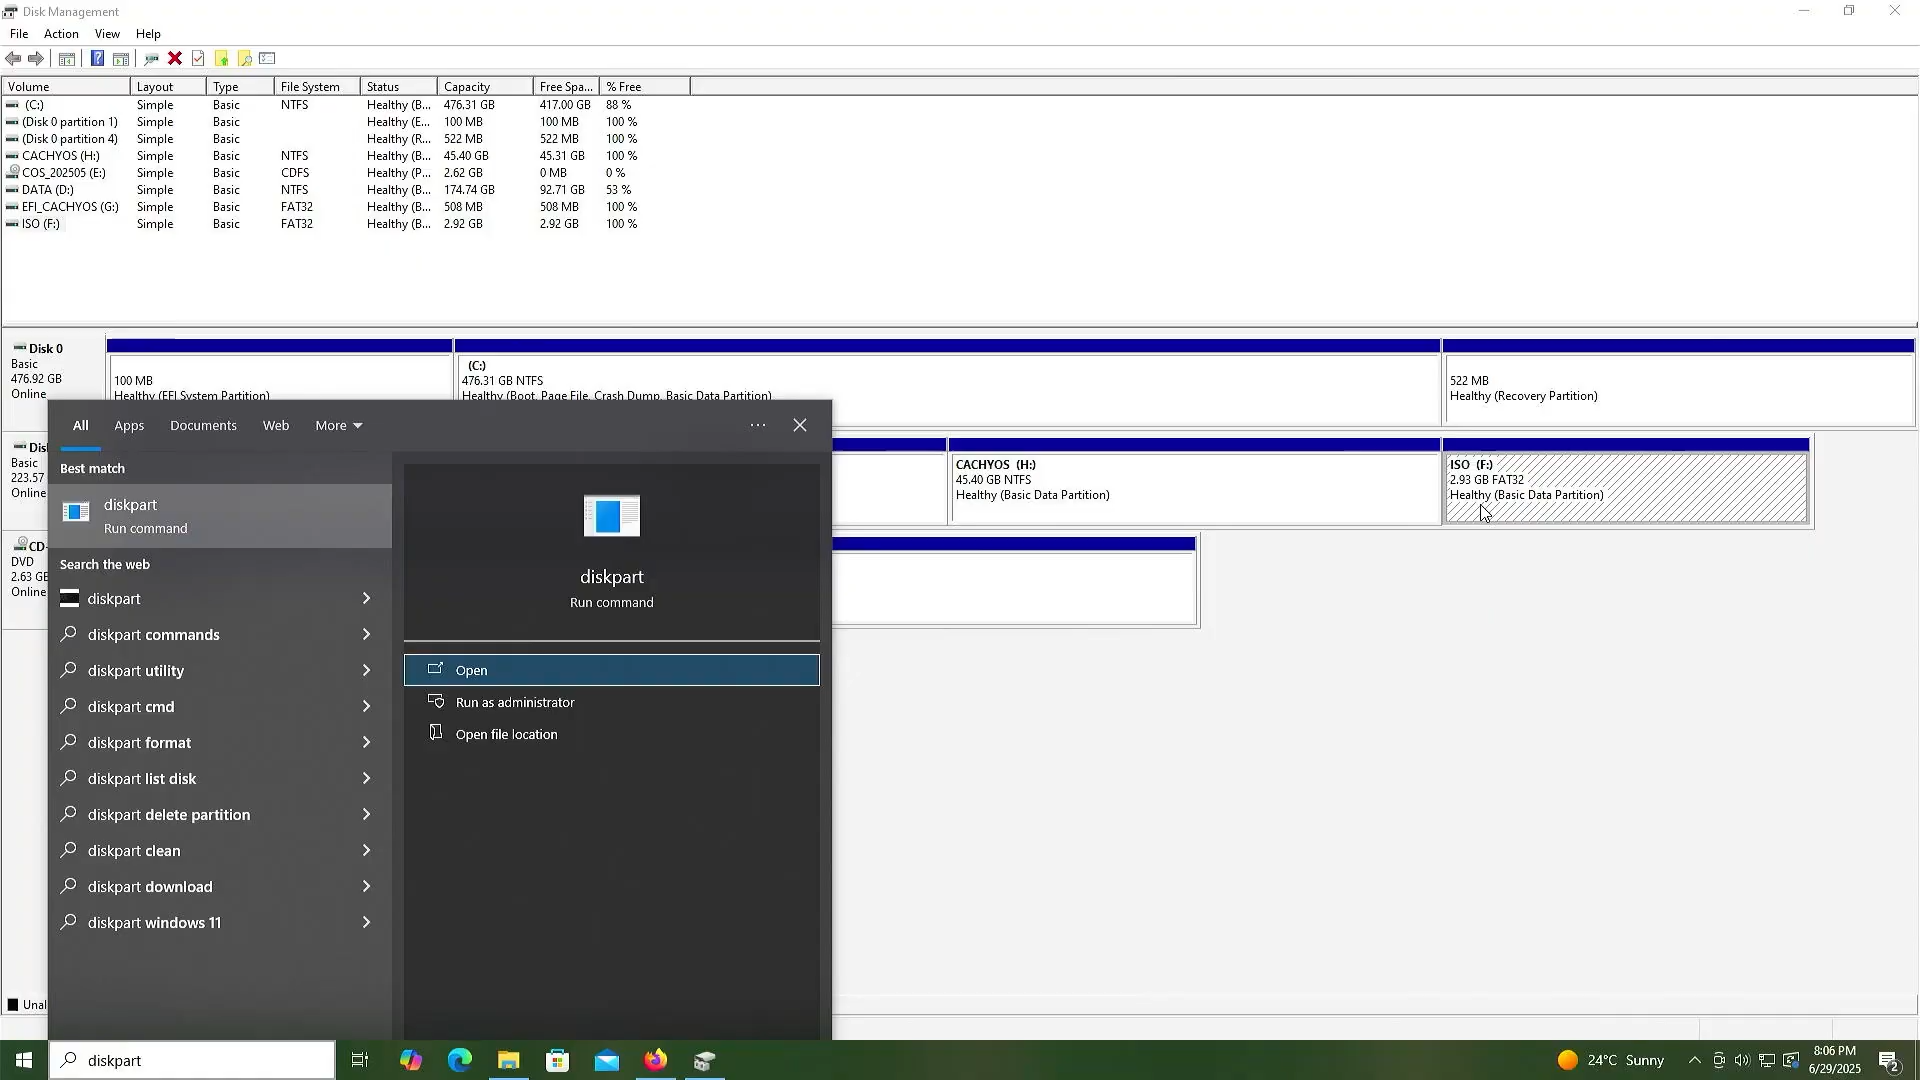 Disk Management
File Action View Help
Volume Layout Type File System Status Capacity Free Spa... % Free
(C:) Simple Basic NTFS Healthy (B... 476.31 GB 417.00 GB 88 %
(Disk 0 partition 1) Simple Basic Healthy (E... 100 MB 100 MB 100 %
(Disk 0 partition 4) Simple Basic Healthy (R... 522 MB 522 MB 100 %
CACHYOS (H:) Simple Basic NTFS Healthy (B... 45.40 GB 45.31 GB 100 %
COS_202505 (E:) Simple Basic CDFS Healthy (P... 2.62 GB 0 MB 0 %
DATA (D:) Simple Basic NTFS Healthy (B... 174.74 GB 92.71 GB 53 %
EFI_CACHYOS (G:) Simple Basic FAT32 Healthy (B... 508 MB 508 MB 100 %
ISO (F:) Simple Basic FAT32 Healthy (B... 2.92 GB 2.92 GB 100 %
Disk 0
Basic
476.92 GB
Online
100 MB
Healthy (EFI System Partition)
(C:)
476.31 GB NTFS
Healthy (Boot, Page File, Crash Dump, Basic Data Partition)
522 MB
Healthy (Recovery Partition)
Dis
Basic
223.57
Online
CACHYOS (H:)
45.40 GB NTFS
Healthy (Basic Data Partition)
ISO (F:)
2.93 GB FAT32
Healthy (Basic Data Partition)
CD-
DVD
2.63 GB
Online
Unal
All Apps Documents Web More ...
Best match
diskpart
Run command
Search the web
diskpart
diskpart commands
diskpart utility
diskpart cmd
diskpart format
diskpart list disk
diskpart delete partition
diskpart clean
diskpart download
diskpart windows 11
diskpart
Run command
Open
Run as administrator
Open file location
diskpart
24°C Sunny
8:06 PM
6/29/2025
2